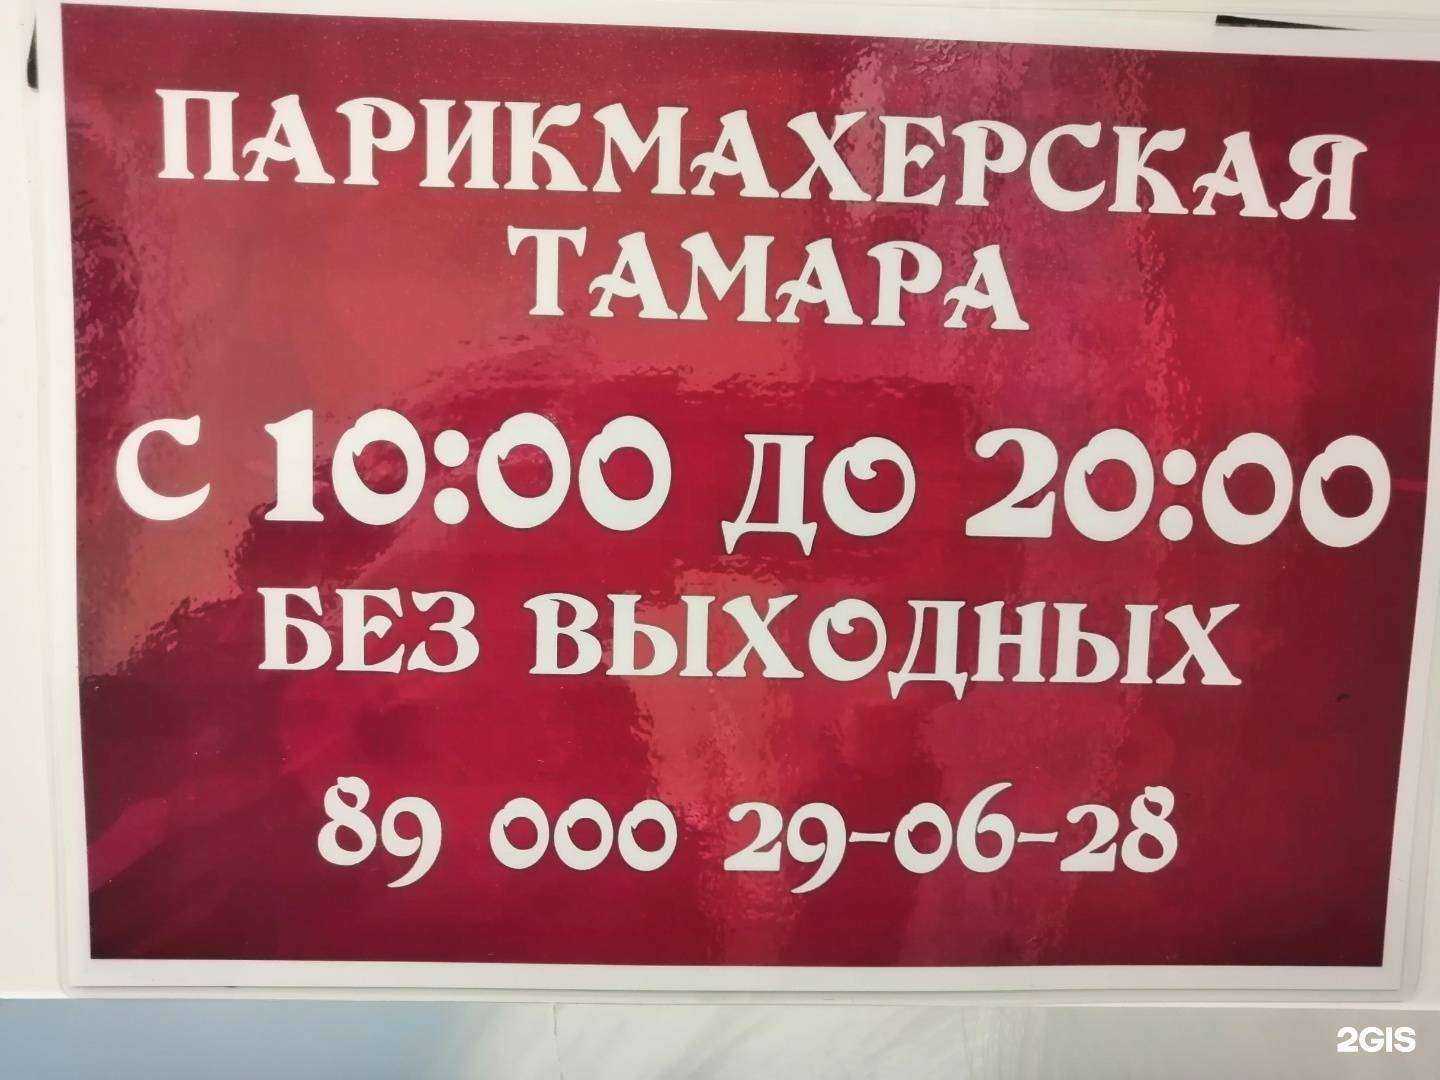 ПАРИКМАХЕРСКАЯ
ТАМАРА
С 10:00 ДО 20:00
БЕЗ ВЫХОДНЫХ
89 000 29-06-28
2GIS